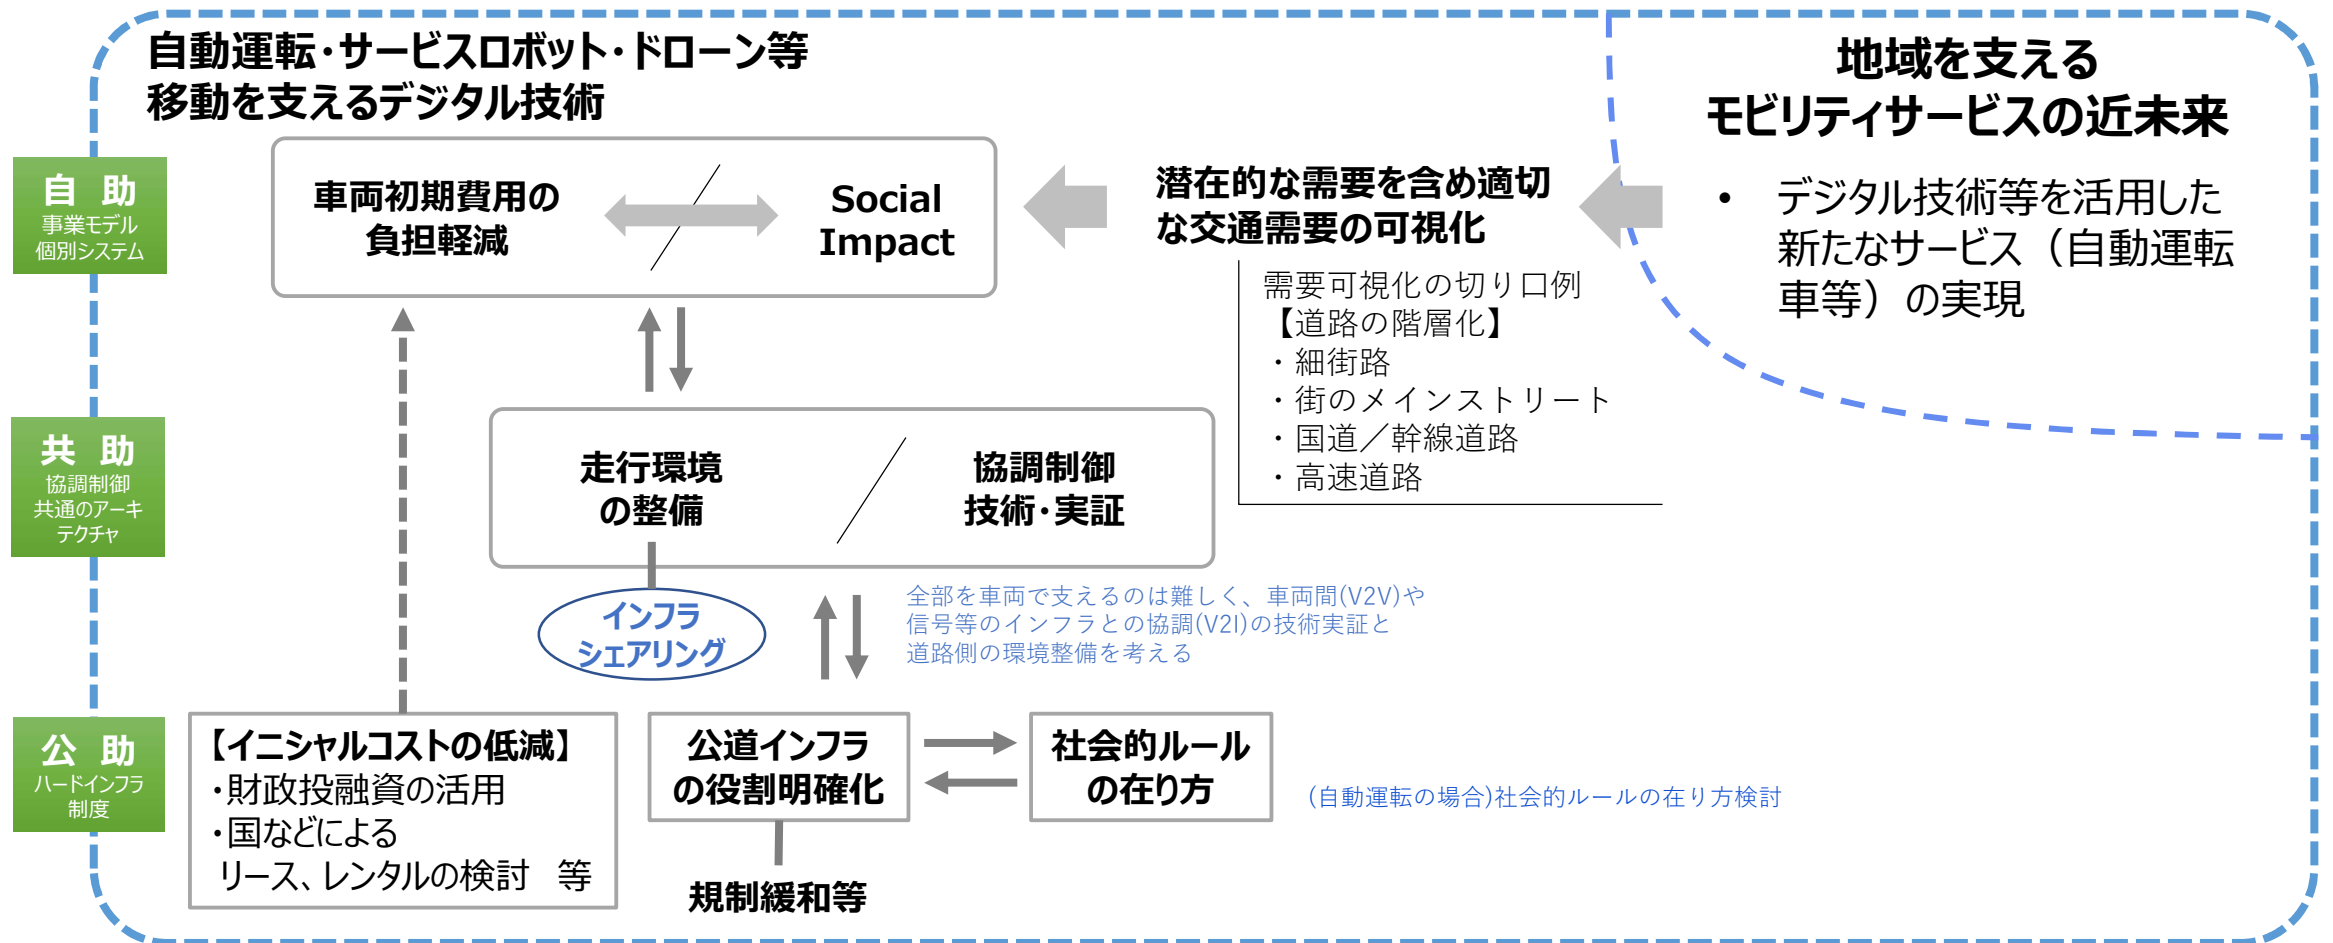 自動運転・サービスロボット・ドローン等
移動を支えるデジタル技術
地域を支える
モビリティサービスの近未来
• デジタル技術等を活用した
新たなサービス（自動運転
車等）の実現
自 助
事業モデル
個別システム
車両初期費用の
負担軽減
Social
Impact
潜在的な需要を含め適切
な交通需要の可視化
需要可視化の切り口例
【道路の階層化】
・細街路
・街のメインストリート
・国道／幹線道路
・高速道路
共 助
協調制御
共通のアーキ
テクチャ
走行環境
の整備
協調制御
技術・実証
インフラ
シェアリング
全部を車両で支えるのは難しく、車両間(V2V)や
信号等のインフラとの協調(V2I)の技術実証と
道路側の環境整備を考える
公 助
ハードインフラ
制度
【イニシャルコストの低減】
・財政投融資の活用
・国などによる
リース、レンタルの検討　等
公道インフラ
の役割明確化
社会的ルール
の在り方
(自動運転の場合)社会的ルールの在り方検討
規制緩和等